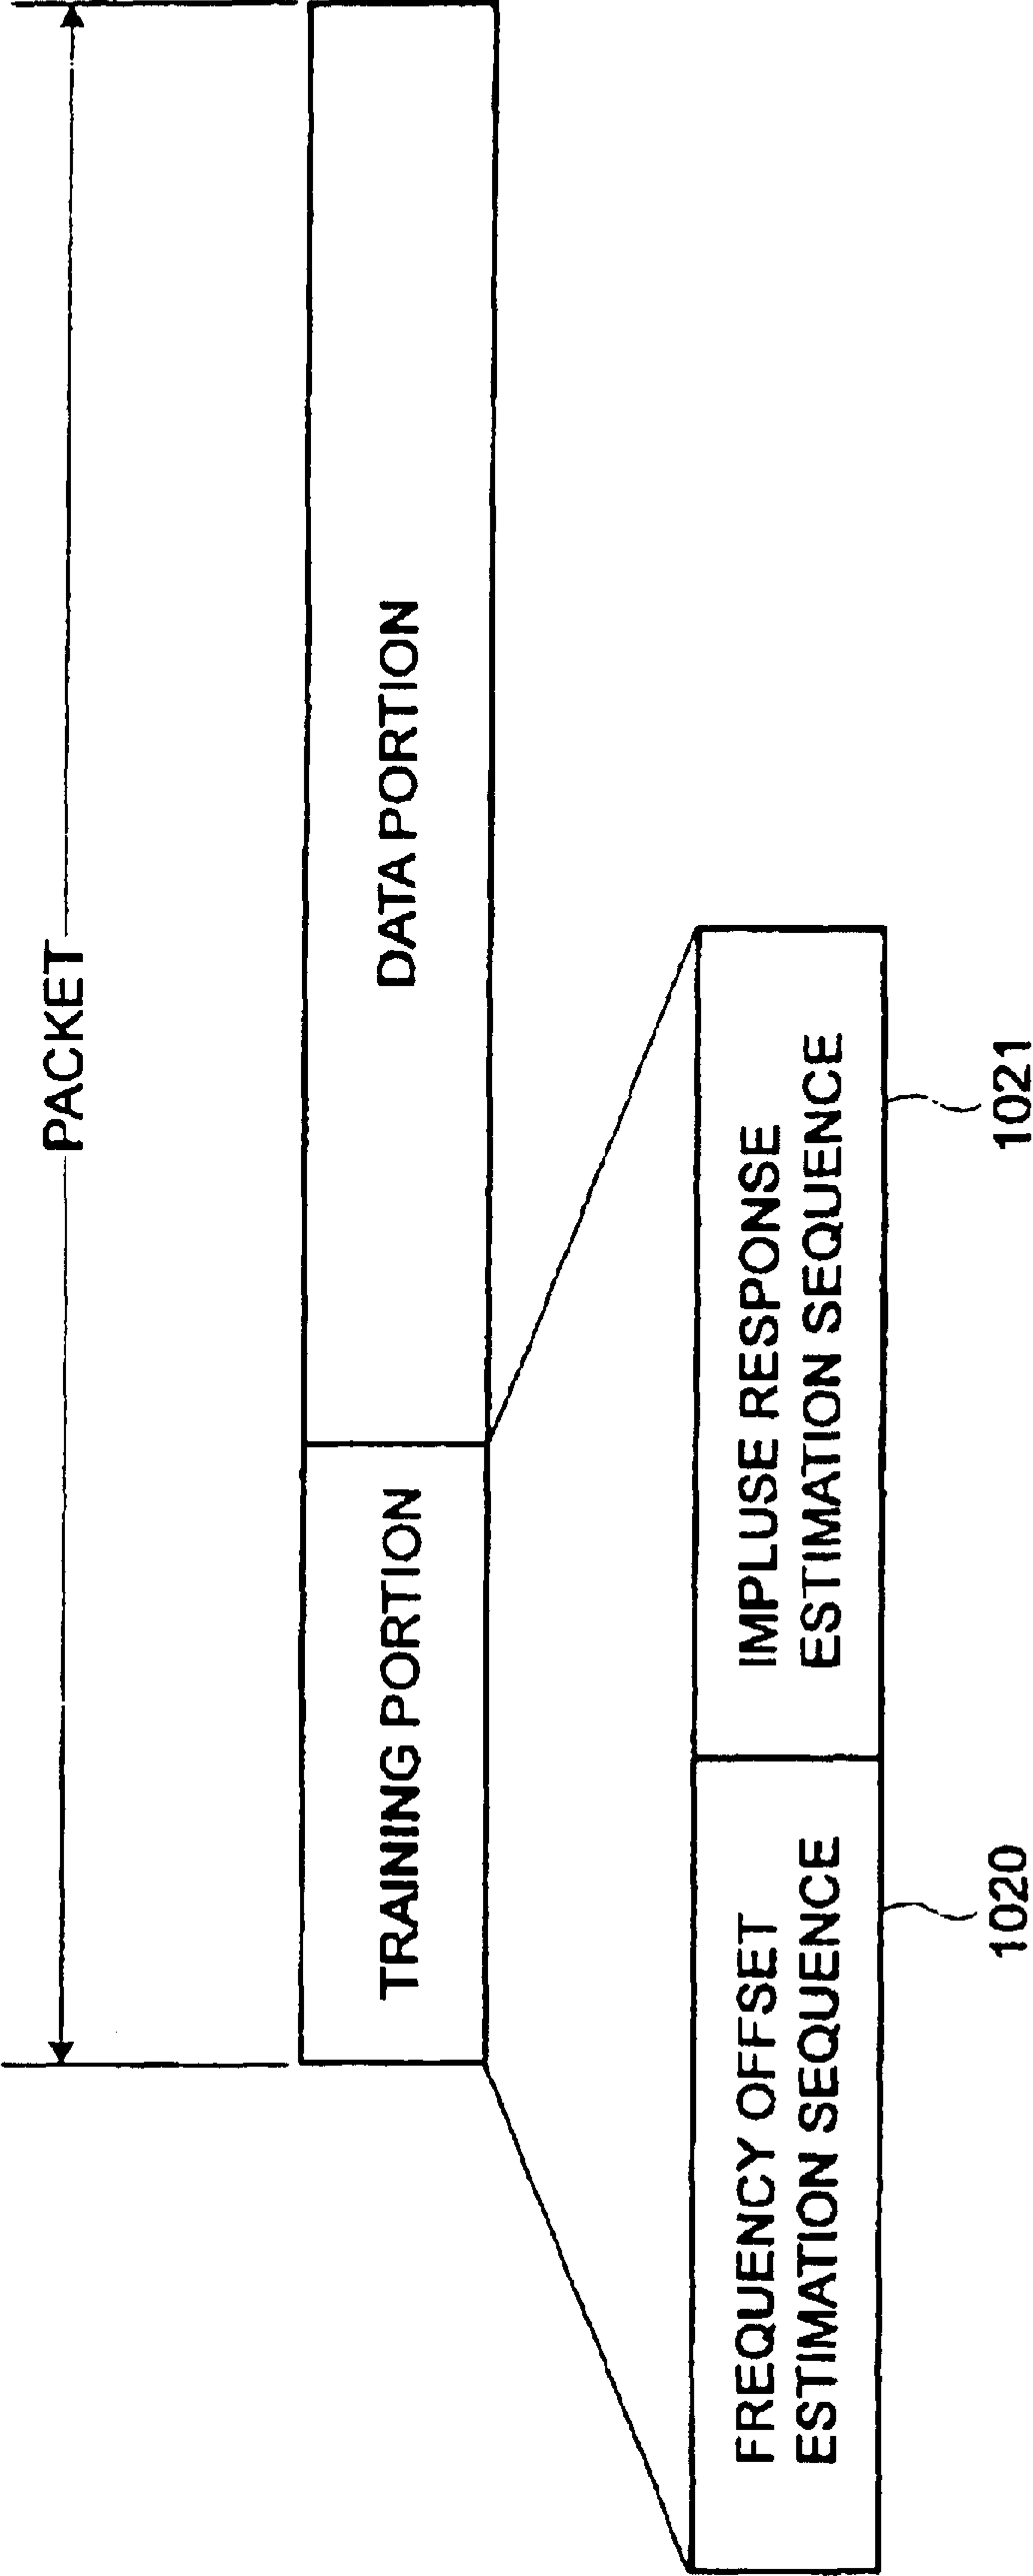 PACKET
TRAINING PORTION
DATA PORTION
FREQUENCY OFFSET
ESTIMATION SEQUENCE
IMPLUSE RESPONSE
ESTIMATION SEQUENCE
1020
1021